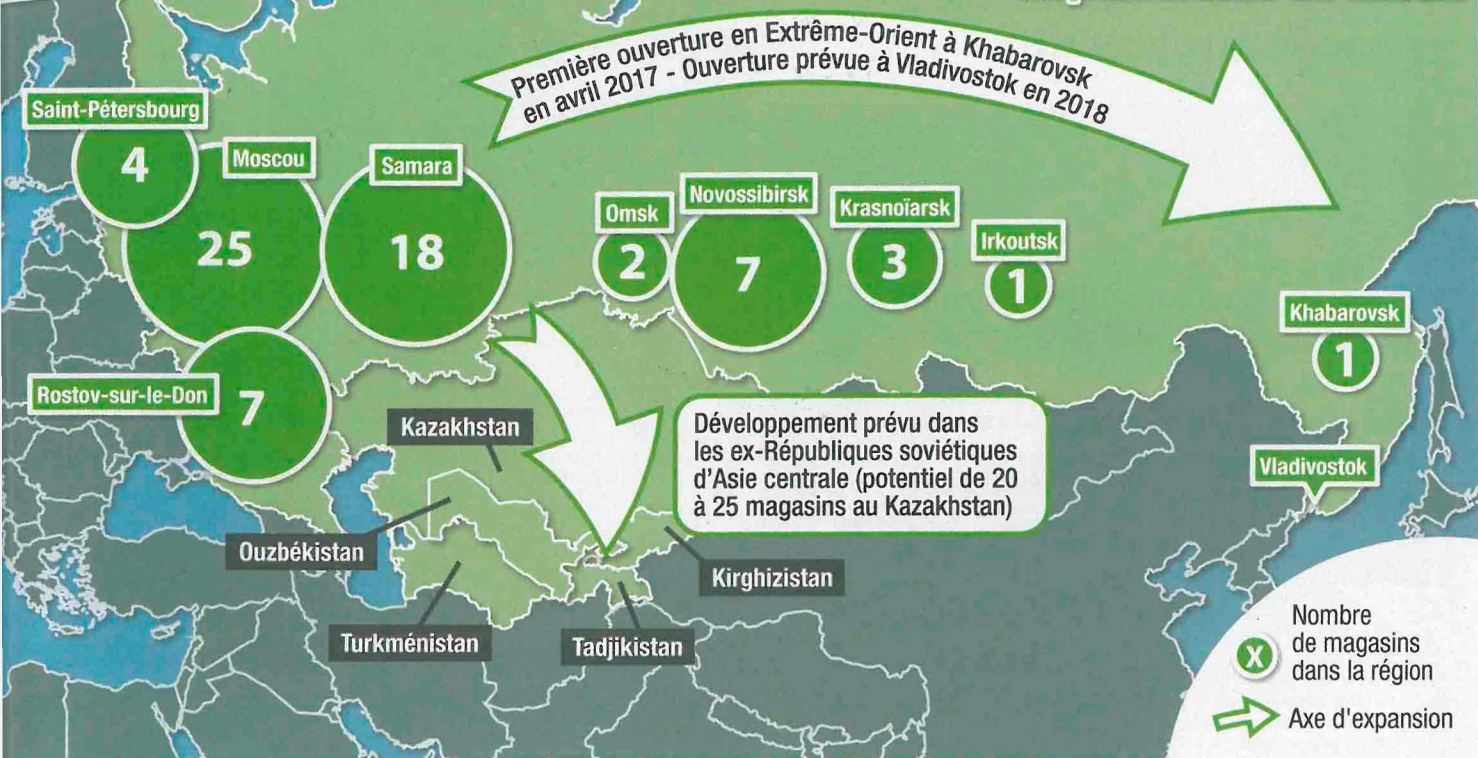 Première ouverture en Extrême-Orient à Khabarovsk
en avril 2017 - Ouverture prévue à Vladivostok en 2018
Saint-Pétersbourg
4
Moscou
25
Samara
18
Omsk
2
Novossibirsk
7
Krasnoïarsk
3
Irkoutsk
1
Khabarovsk
1
Rostov-sur-le-Don
7
Vladivostok
Kazakhstan
Développement prévu dans
les ex-Républiques soviétiques
d'Asie centrale (potentiel de 20
à 25 magasins au Kazakhstan)
Ouzbékistan
Kirghizistan
Turkménistan
Tadjikistan
X
Nombre
de magasins
dans la région
Axe d'expansion